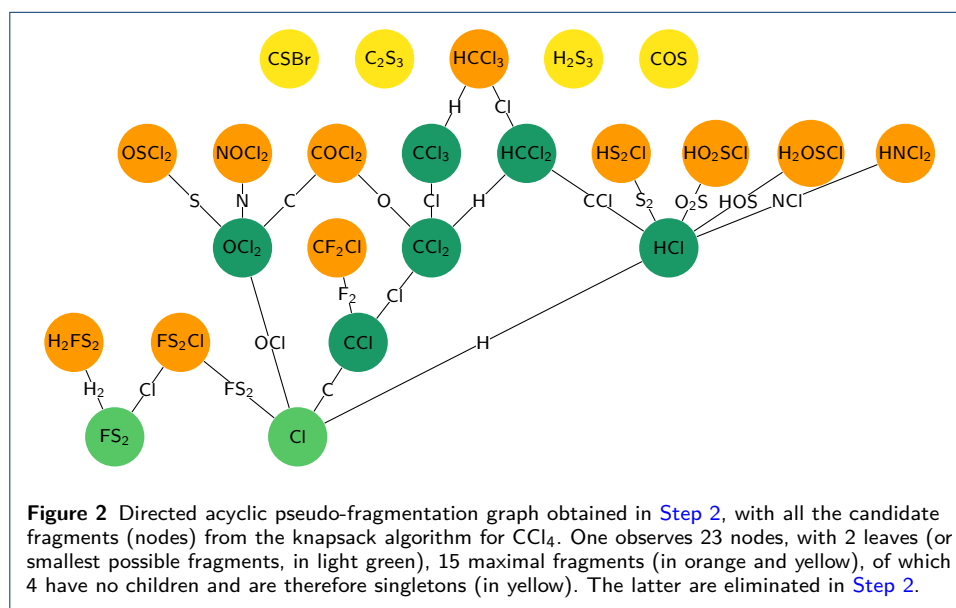 CSBr C₂S₃ HCCl₃ H₂S₃ COS
H Cl
OSCl₂ NOCl₂ COCl₂ CCl₃ HCCl₂ HS₂Cl HO₂SCl H₂OSCl HNCl₂
S N C O Cl H CCl S₂ O₂S HOS NCl
OCl₂ CF₂Cl CCl₂ HCl
F₂ Cl
H₂FS₂ FS₂Cl OCl CCl H
H₂ Cl FS₂ C
FS₂ Cl
Figure 2 Directed acyclic pseudo-fragmentation graph obtained in Step 2, with all the candidate
fragments (nodes) from the knapsack algorithm for CCl₄. One observes 23 nodes, with 2 leaves (or
smallest possible fragments, in light green), 15 maximal fragments (in orange and yellow), of which
4 have no children and are therefore singletons (in yellow). The latter are eliminated in Step 2.